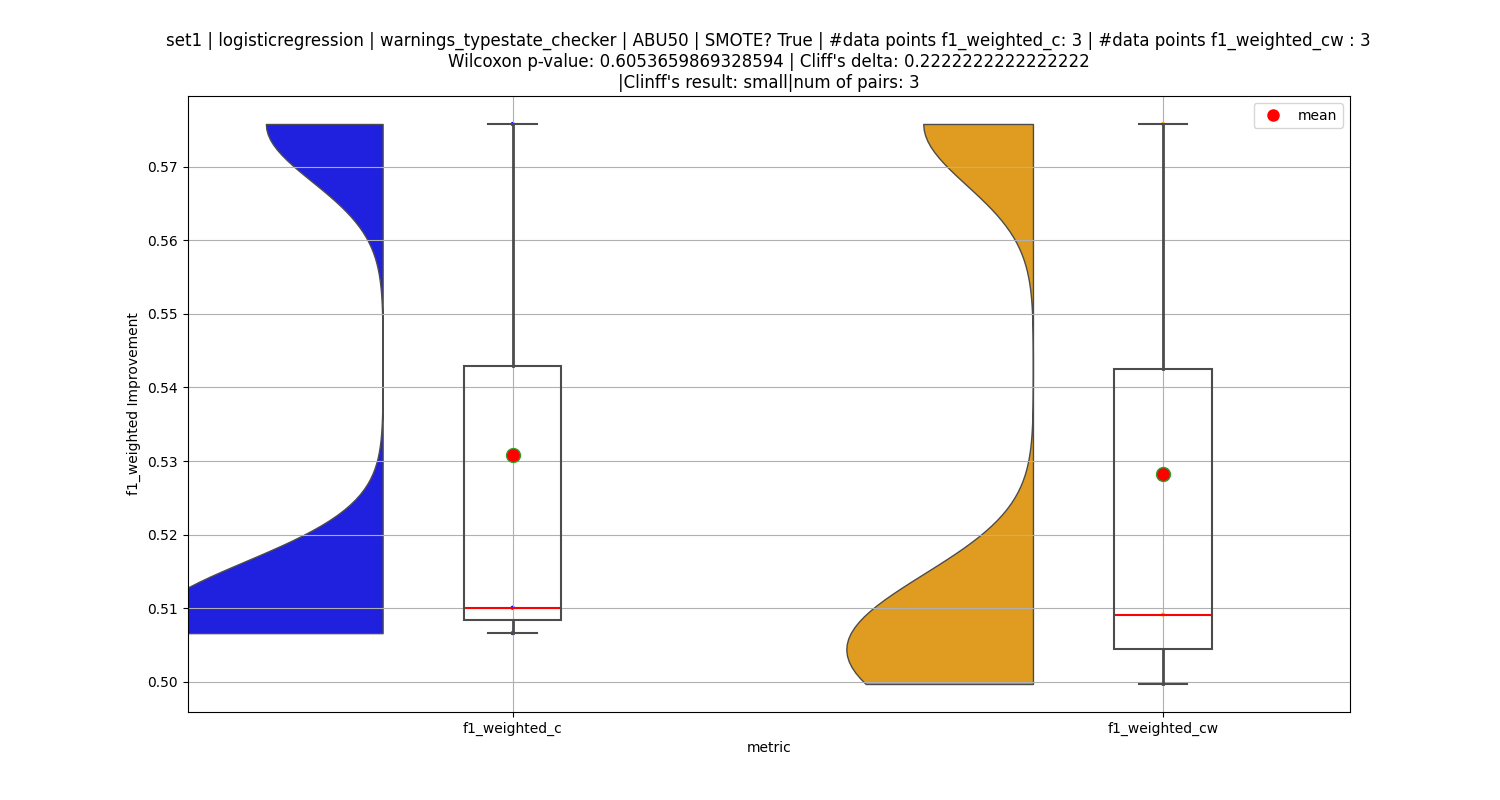 set1 | logisticregression | warnings_typestate_checker | ABU50 | SMOTE? True | #data points f1_weighted_c: 3 | #data points f1_weighted_cw : 3
Wilcoxon p-value: 0.6053659869328594 | Cliff's delta: 0.2222222222222222
|Clinff's result: small|num of pairs: 3
mean
0.57
0.56
0.55
0.54
0.53
0.52
0.51
0.50
f1_weighted Improvement
f1_weighted_c
f1_weighted_cw
metric